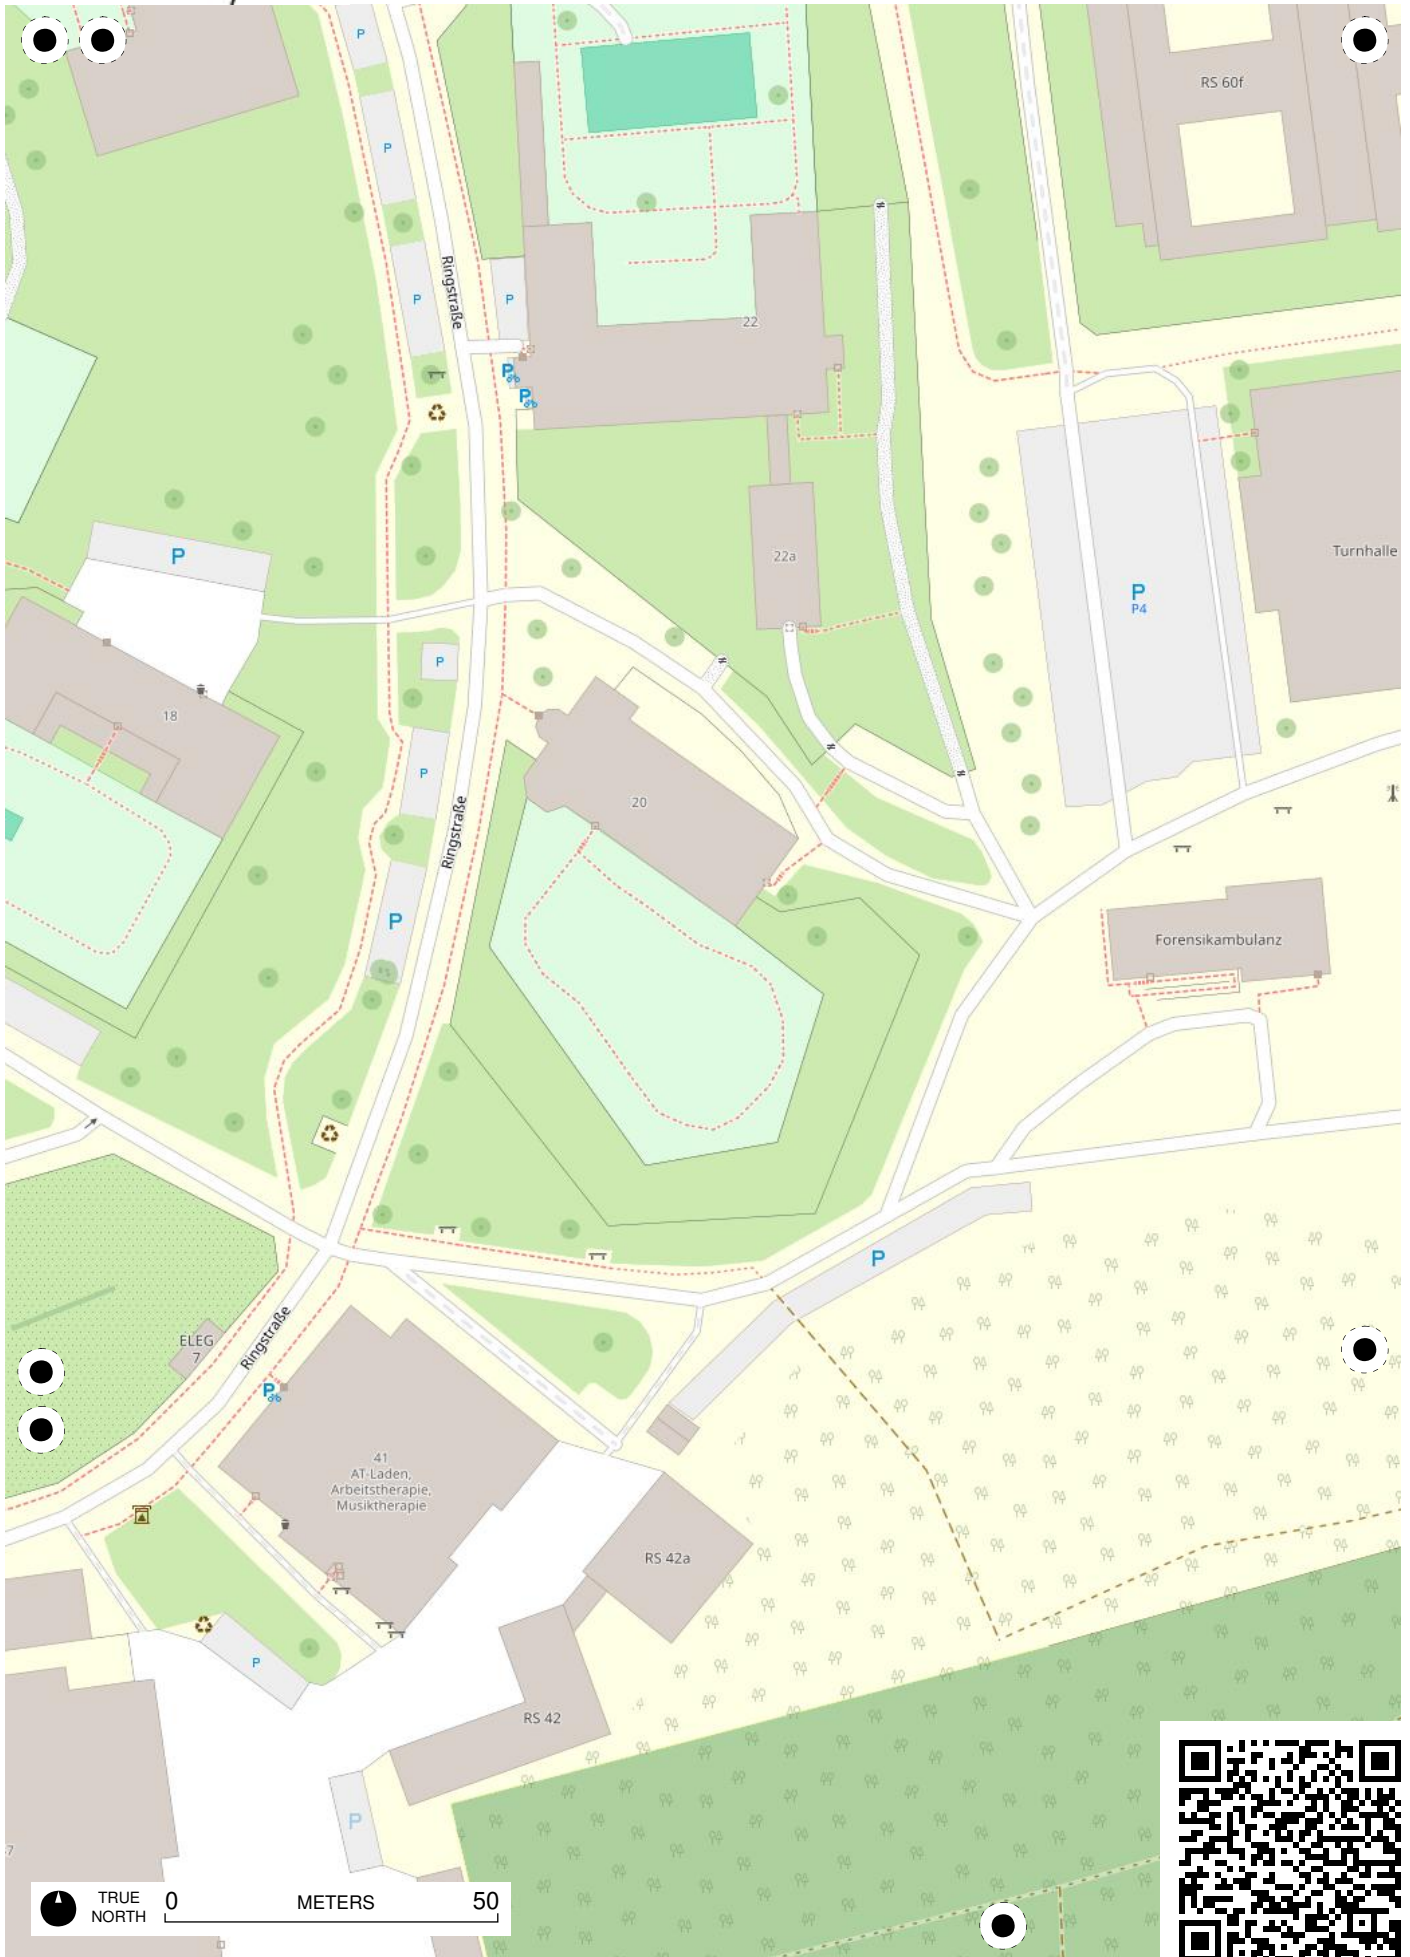 P
RS 60f
P
Ringstraße
P
P
22
P
P
P
22a
Turnhalle
P
P4
P
18
P
20
Ringstraße
P
Forensikambulanz
P
ELEG
7
Ringstraße
P
41
AT-Laden,
Arbeitstherapie,
Musiktherapie
RS 42a
P
RS 42
P
TRUE
NORTH
0
METERS
50